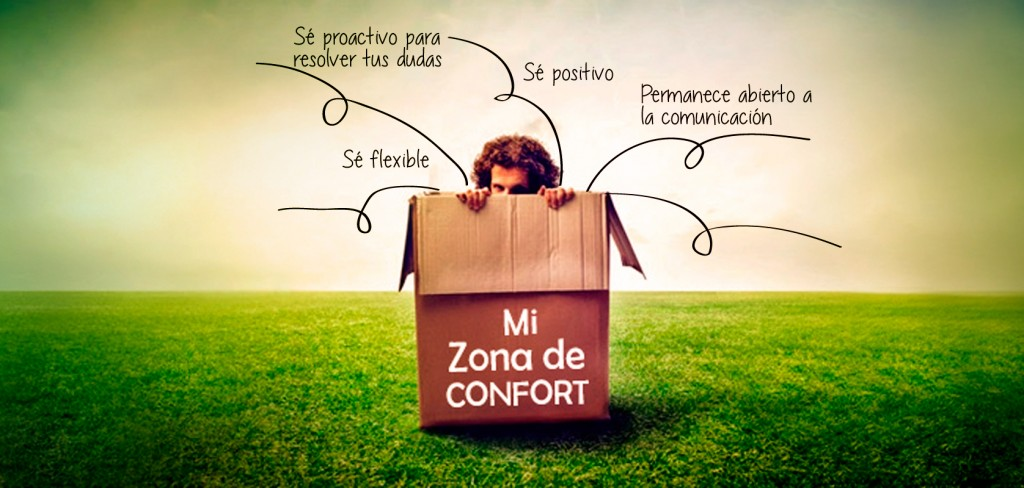 Sé proactivo para
resolver tus dudas
Sé positivo
Permanece abierto a
la comunicación
Sé flexible
Mi
Zona de
CONFORT